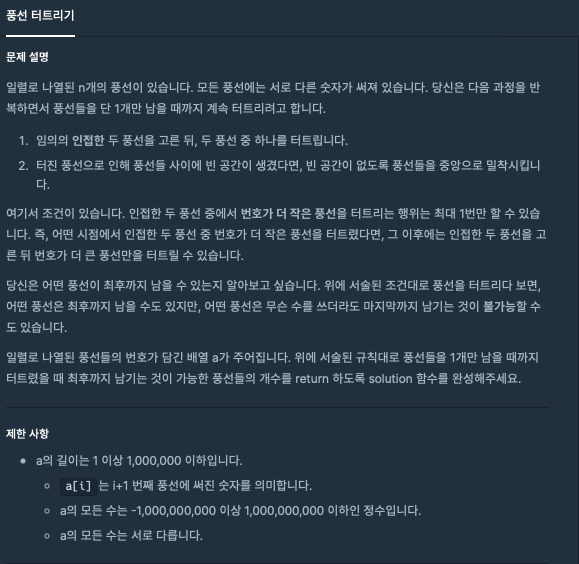 풍선 터트리기
문제 설명
일렬로 나열된 n개의 풍선이 있습니다. 모든 풍선에는 서로 다른 숫자가 써져 있습니다. 당신은 다음 과정을 반
복하면서 풍선들을 단 1개만 남을 때까지 계속 터트리려고 합니다.
1. 임의의 인접한 두 풍선을 고른 뒤, 두 풍선 중 하나를 터트립니다.
2. 터진 풍선으로 인해 풍선들 사이에 빈 공간이 생겼다면, 빈 공간이 없도록 풍선들을 중앙으로 밀착시킵니
다.
여기서 조건이 있습니다. 인접한 두 풍선 중에서 번호가 더 작은 풍선을 터트리는 행위는 최대 1번만 할 수 있습
니다. 즉, 어떤 시점에서 인접한 두 풍선 중 번호가 더 작은 풍선을 터트렸다면, 그 이후에는 인접한 두 풍선을 고
른 뒤 번호가 더 큰 풍선만을 터트릴 수 있습니다.
당신은 어떤 풍선이 최후까지 남을 수 있는지 알아보고 싶습니다. 위에 서술된 조건대로 풍선을 터트리다 보면,
어떤 풍선은 최후까지 남을 수도 있지만, 어떤 풍선은 무슨 수를 쓰더라도 마지막까지 남기는 것이 불가능할 수
도 있습니다.
일렬로 나열된 풍선들의 번호가 담긴 배열 a가 주어집니다. 위에 서술된 규칙대로 풍선들을 1개만 남을 때까지
터트렸을 때 최후까지 남기는 것이 가능한 풍선들의 개수를 return 하도록 solution 함수를 완성해주세요.
제한 사항
• a의 길이는 1 이상 1,000,000 이하입니다.
◦ a[i] 는 i+1 번째 풍선에 써진 숫자를 의미합니다.
◦ a의 모든 수는 -1,000,000,000 이상 1,000,000,000 이하인 정수입니다.
◦ a의 모든 수는 서로 다릅니다.